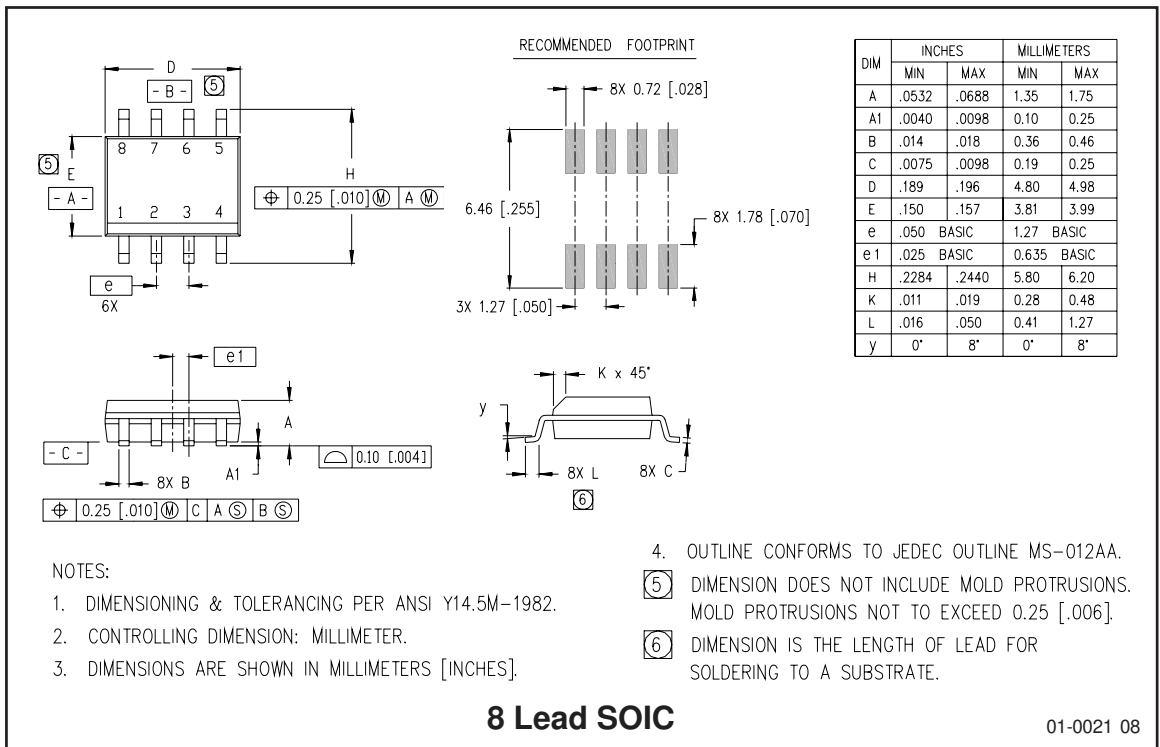 RECOMMENDED FOOTPRINT
D
- B -
5
8 7 6 5
5
E
- A -
H
⌖ 0.25 [.010] Ⓜ A Ⓜ
1 2 3 4
e
6X
8X 0.72 [.028]
6.46 [.255]
8X 1.78 [.070]
3X 1.27 [.050]
DIM INCHES MILLIMETERS
MIN MAX MIN MAX
A .0532 .0688 1.35 1.75
A1 .0040 .0098 0.10 0.25
B .014 .018 0.36 0.46
C .0075 .0098 0.19 0.25
D .189 .196 4.80 4.98
E .150 .157 3.81 3.99
e .050 BASIC 1.27 BASIC
e1 .025 BASIC 0.635 BASIC
H .2284 .2440 5.80 6.20
K .011 .019 0.28 0.48
L .016 .050 0.41 1.27
y 0° 8° 0° 8°
e1
A
- C -
A1
8X B
0.10 [.004]
⌖ 0.25 [.010] Ⓜ C A Ⓢ B Ⓢ
K x 45°
y
8X L
6
8X C
NOTES:
1. DIMENSIONING & TOLERANCING PER ANSI Y14.5M-1982.
2. CONTROLLING DIMENSION: MILLIMETER.
3. DIMENSIONS ARE SHOWN IN MILLIMETERS [INCHES].
4. OUTLINE CONFORMS TO JEDEC OUTLINE MS-012AA.
5 DIMENSION DOES NOT INCLUDE MOLD PROTRUSIONS.
MOLD PROTRUSIONS NOT TO EXCEED 0.25 [.006].
6 DIMENSION IS THE LENGTH OF LEAD FOR
SOLDERING TO A SUBSTRATE.
8 Lead SOIC
01-0021 08